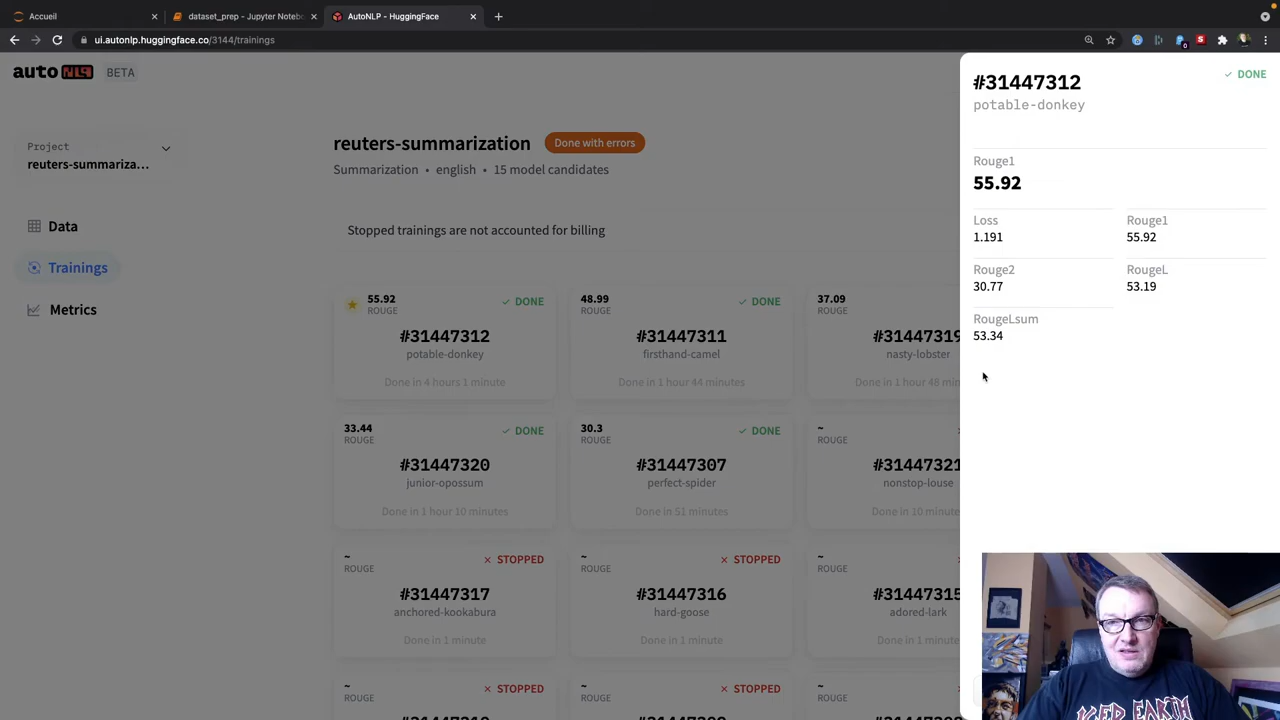 Accueil
dataset_prep - Jupyter Notebo
AutoNLP - HuggingFace
ui.autonlp.huggingface.co/3144/trainings
auto NLP BETA
Project
reuters-summariza...
Data
Trainings
Metrics
reuters-summarization Done with errors
Summarization • english • 15 model candidates
Stopped trainings are not accounted for billing
55.92 ROUGE DONE
#31447312
potable-donkey
Done in 4 hours 1 minute
48.99 ROUGE DONE
#31447311
firsthand-camel
Done in 1 hour 44 minutes
37.09 ROUGE
#31447319
nasty-lobster
Done in 1 hour 48 min
33.44 ROUGE DONE
#31447320
junior-opossum
Done in 1 hour 10 minutes
30.3 ROUGE DONE
#31447307
perfect-spider
Done in 51 minutes
~ ROUGE
#31447321
nonstop-louse
Done in 10 minute
~ ROUGE STOPPED
#31447317
anchored-kookabura
Done in 1 minute
~ ROUGE STOPPED
#31447316
hard-goose
Done in 1 minute
~ ROUGE
#31447315
adored-lark
Done in 1 minute
~ ROUGE STOPPED
~ ROUGE STOPPED
~ ROUGE
#31447312
DONE
potable-donkey
Rouge1
55.92
Loss
1.191
Rouge1
55.92
Rouge2
30.77
RougeL
53.19
RougeLsum
53.34